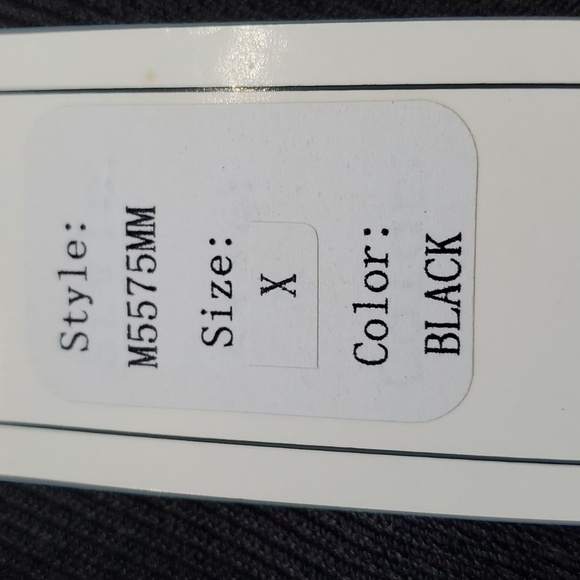 Style:
M5575MM
Size:
X
Color:
BLACK